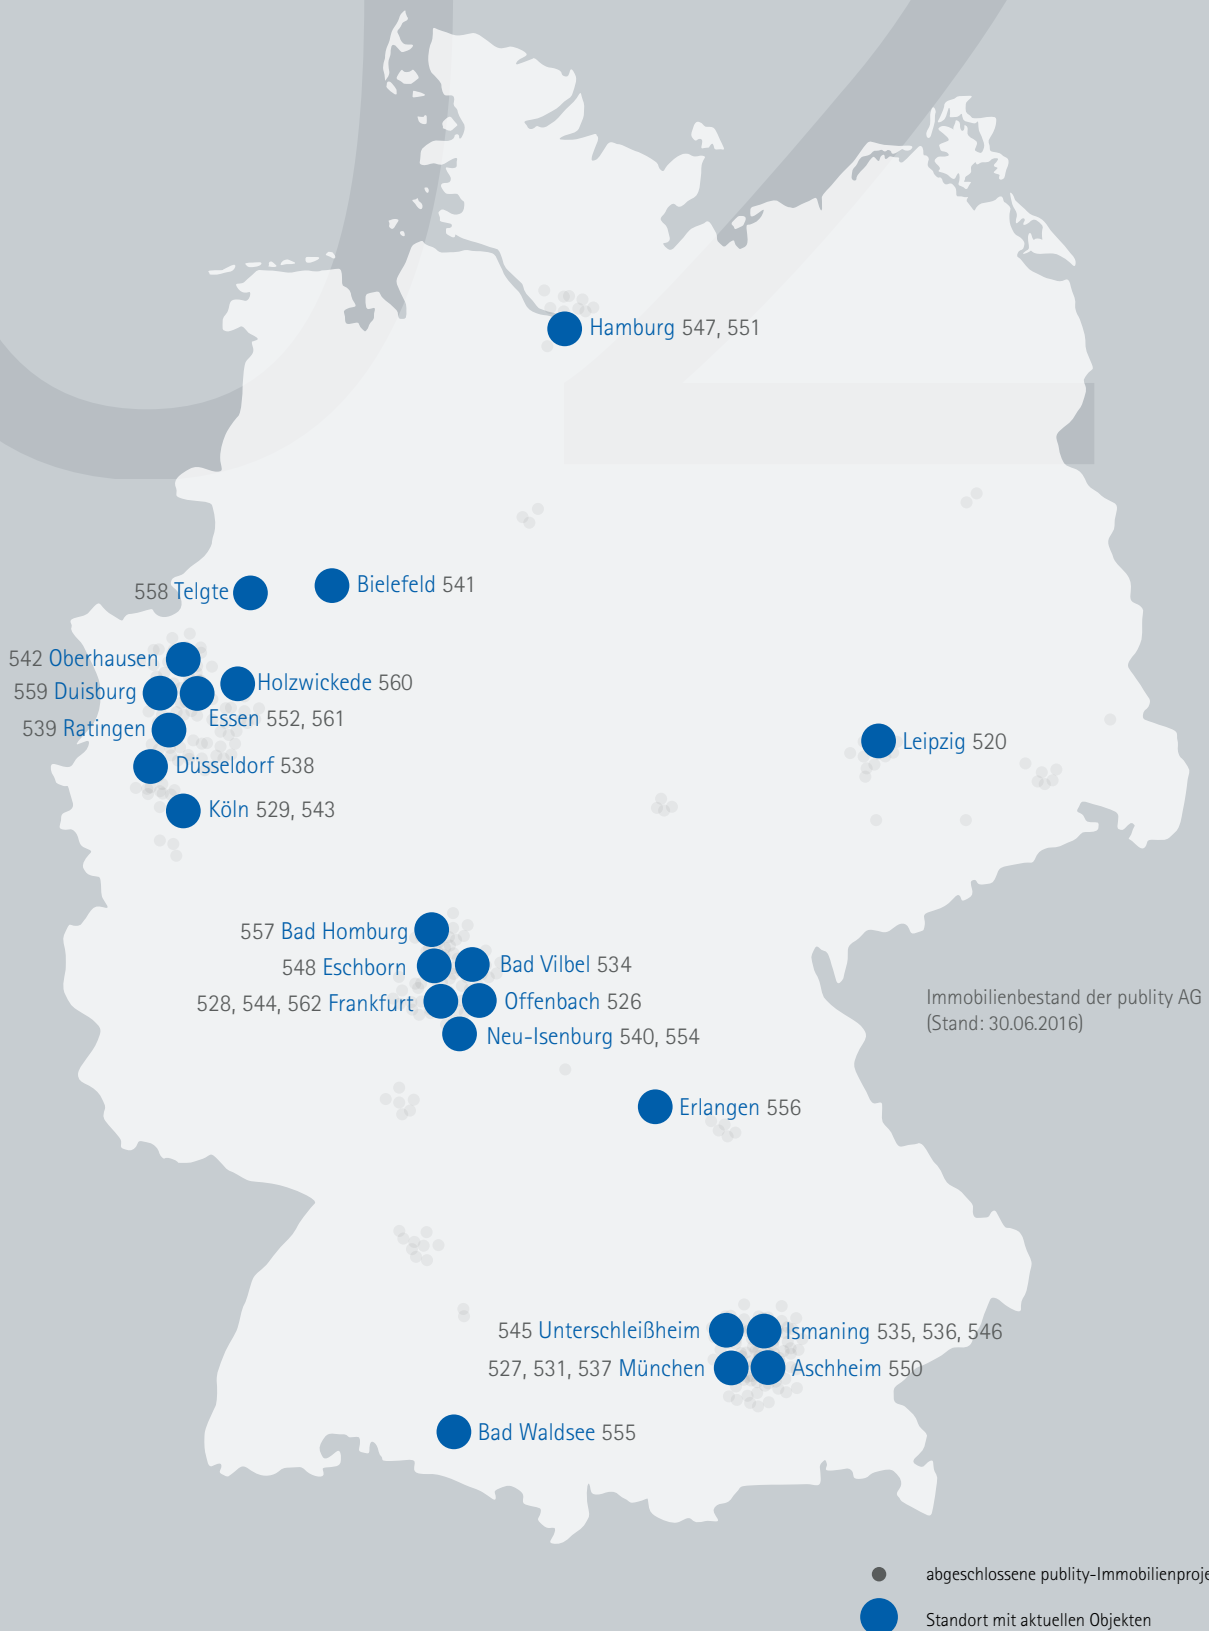 Hamburg 547, 551
558 Telgte
Bielefeld 541
542 Oberhausen
Holzwickede 560
559 Duisburg
Essen 552, 561
539 Ratingen
Leipzig 520
Düsseldorf 538
Köln 529, 543
557 Bad Homburg
548 Eschborn
Bad Vilbel 534
528, 544, 562 Frankfurt
Offenbach 526
Neu-Isenburg 540, 554
Immobilienbestand der publity AG
(Stand: 30.06.2016)
Erlangen 556
545 Unterschleißheim
Ismaning 535, 536, 546
527, 531, 537 München
Aschheim 550
Bad Waldsee 555
abgeschlossene publity-Immobilienproje
Standort mit aktuellen Objekten